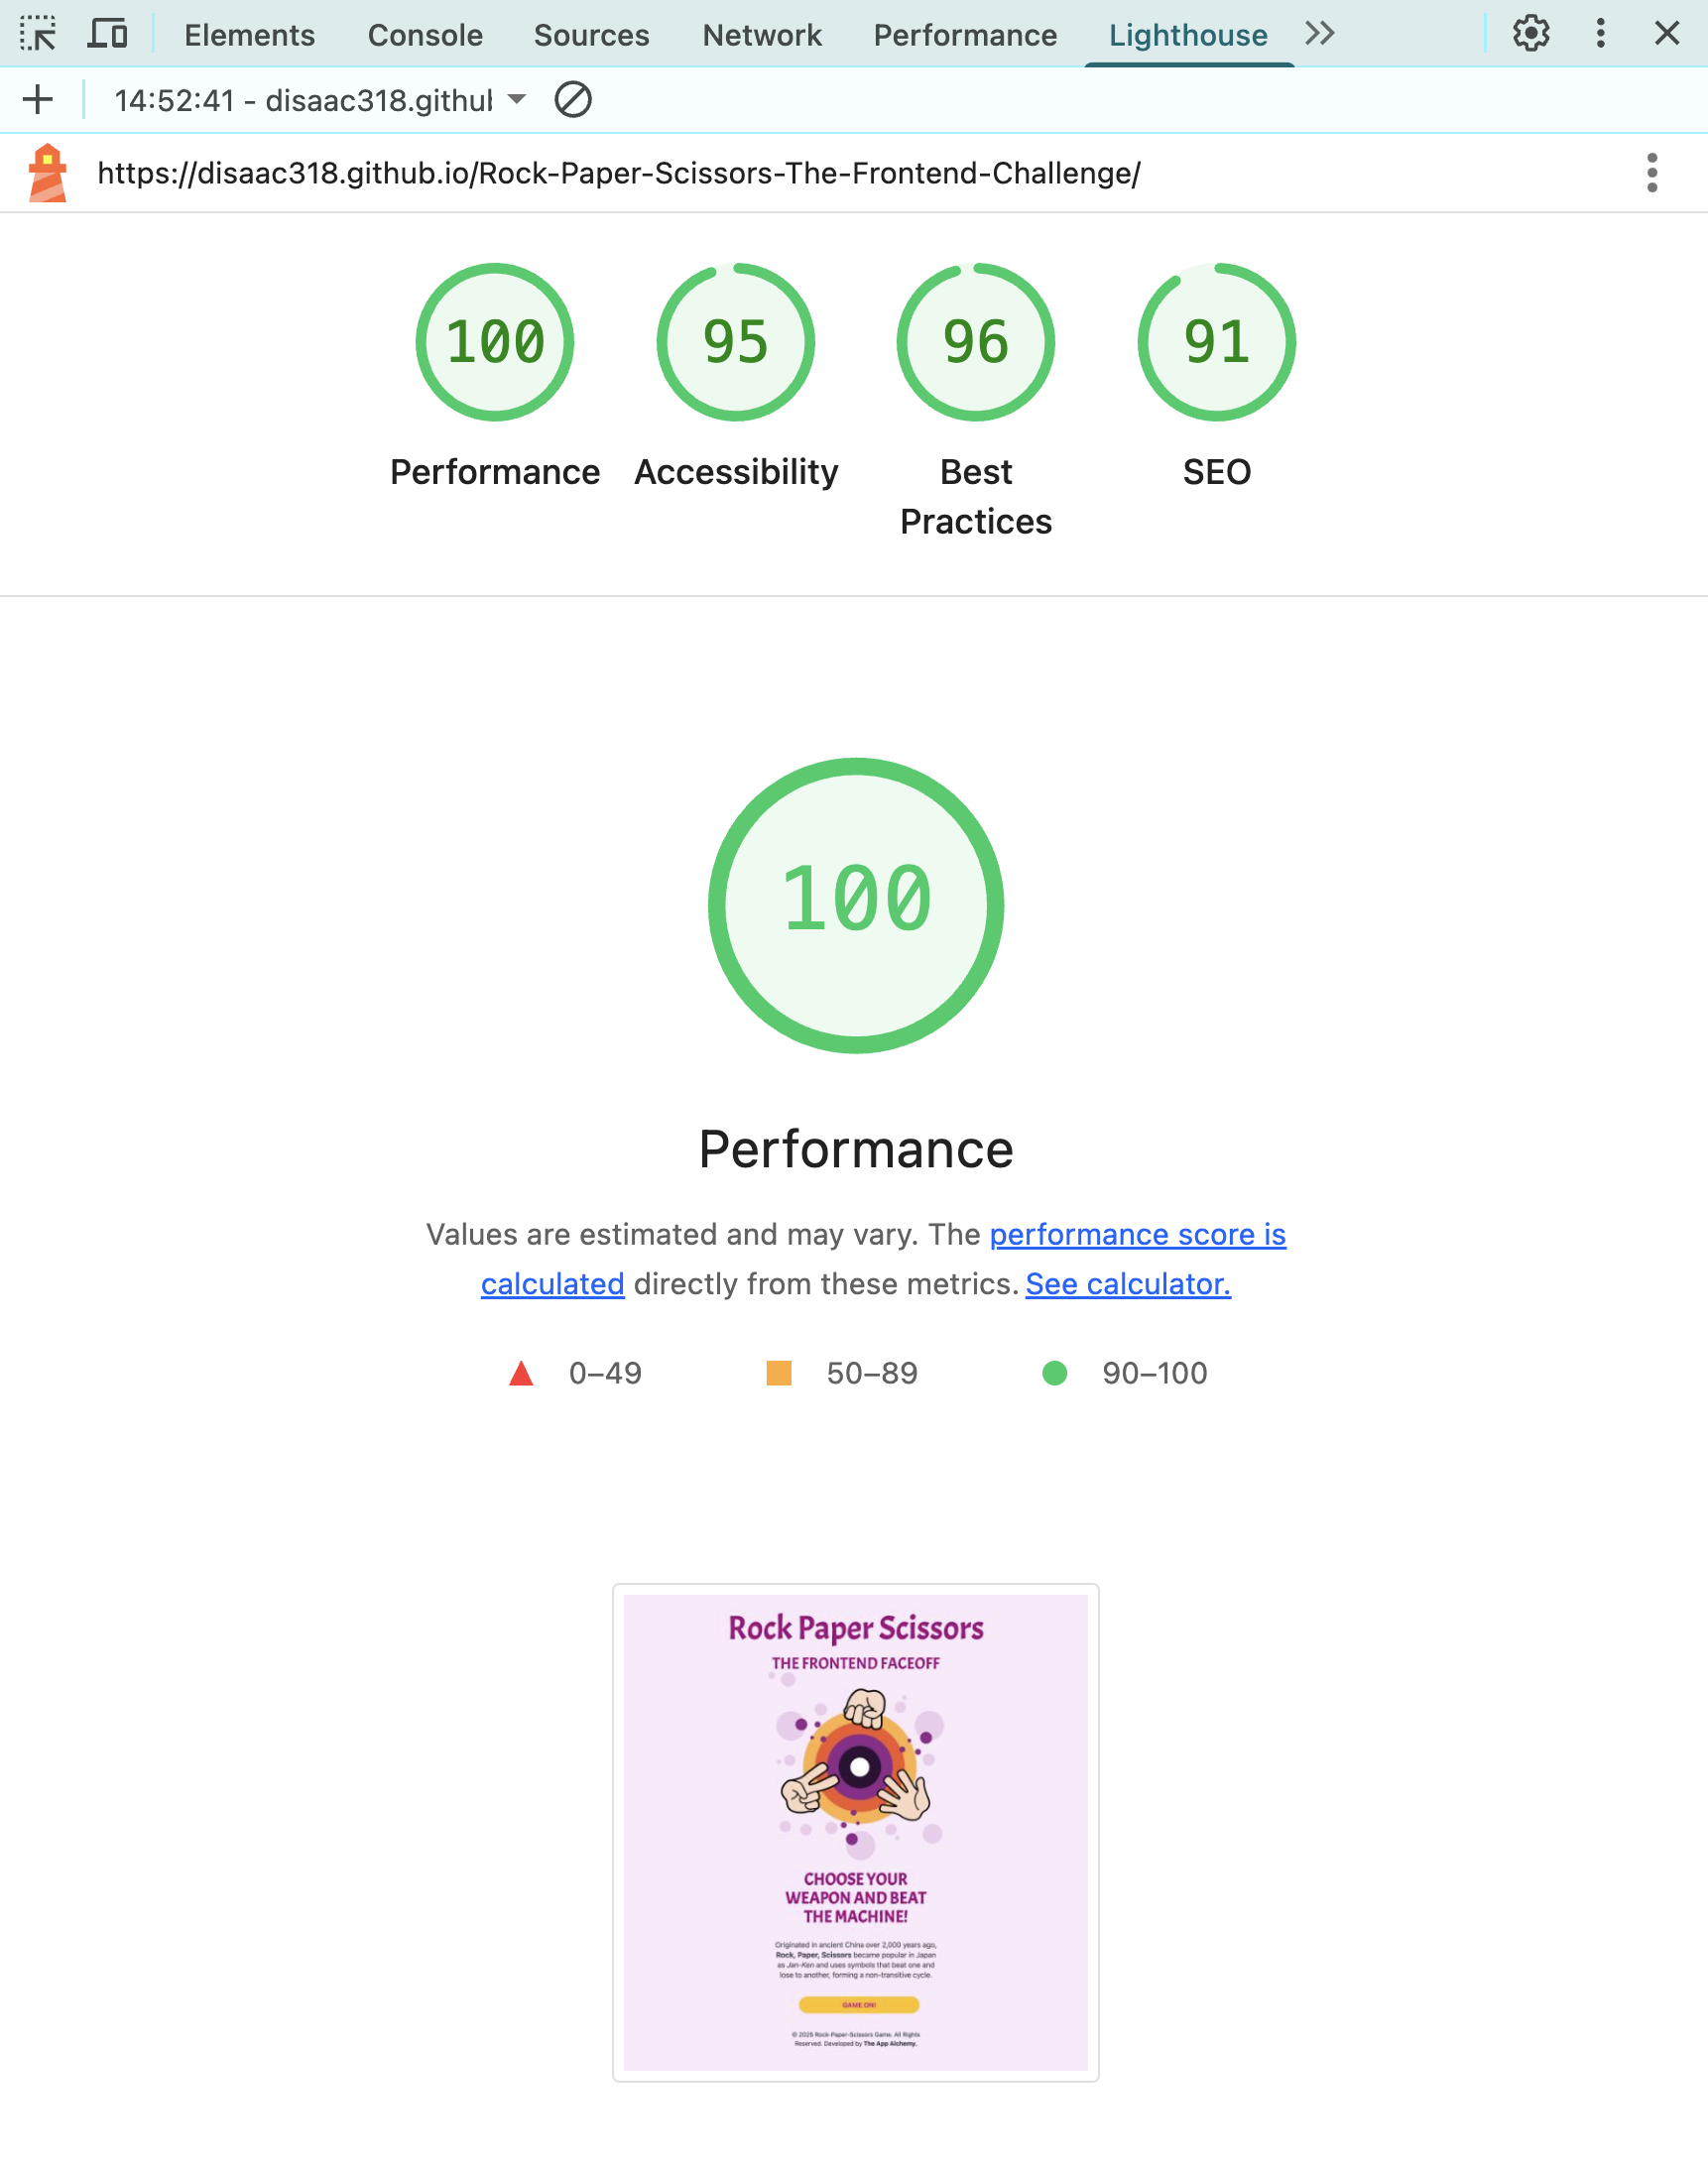 Elements Console Sources Network Performance Lighthouse
14:52:41 - disaac318.githu
https://disaac318.github.io/Rock-Paper-Scissors-The-Frontend-Challenge/
100 95 96 91
Performance Accessibility Best Practices SEO
100
Performance
Values are estimated and may vary. The performance score is
calculated directly from these metrics. See calculator.
0–49 50–89 90–100
Rock Paper Scissors
THE FRONTEND FACEOFF
CHOOSE YOUR
WEAPON AND BEAT
THE MACHINE!
Originated in ancient China over 2,000 years ago,
Rock, Paper, Scissors became popular in Japan
as Jan-Ken and uses symbols that beat one and
lose to another, forming a non-transitive cycle.
GAME ON!
© 2025 Rock-Paper-Scissors Game. All Rights
Reserved. Developed by The App Alchemy.